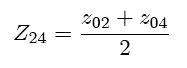 Z_{24} = \frac{z_{02} + z_{04}}{2}